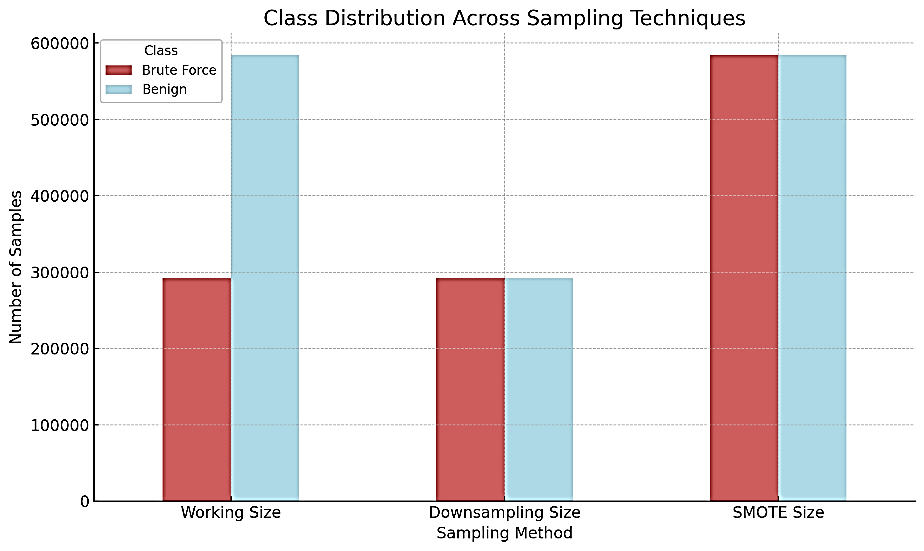 Class Distribution Across Sampling Techniques
Class
Brute Force
Benign
Number of Samples
600000
500000
400000
300000
200000
100000
0
Working Size
Downsampling Size
SMOTE Size
Sampling Method